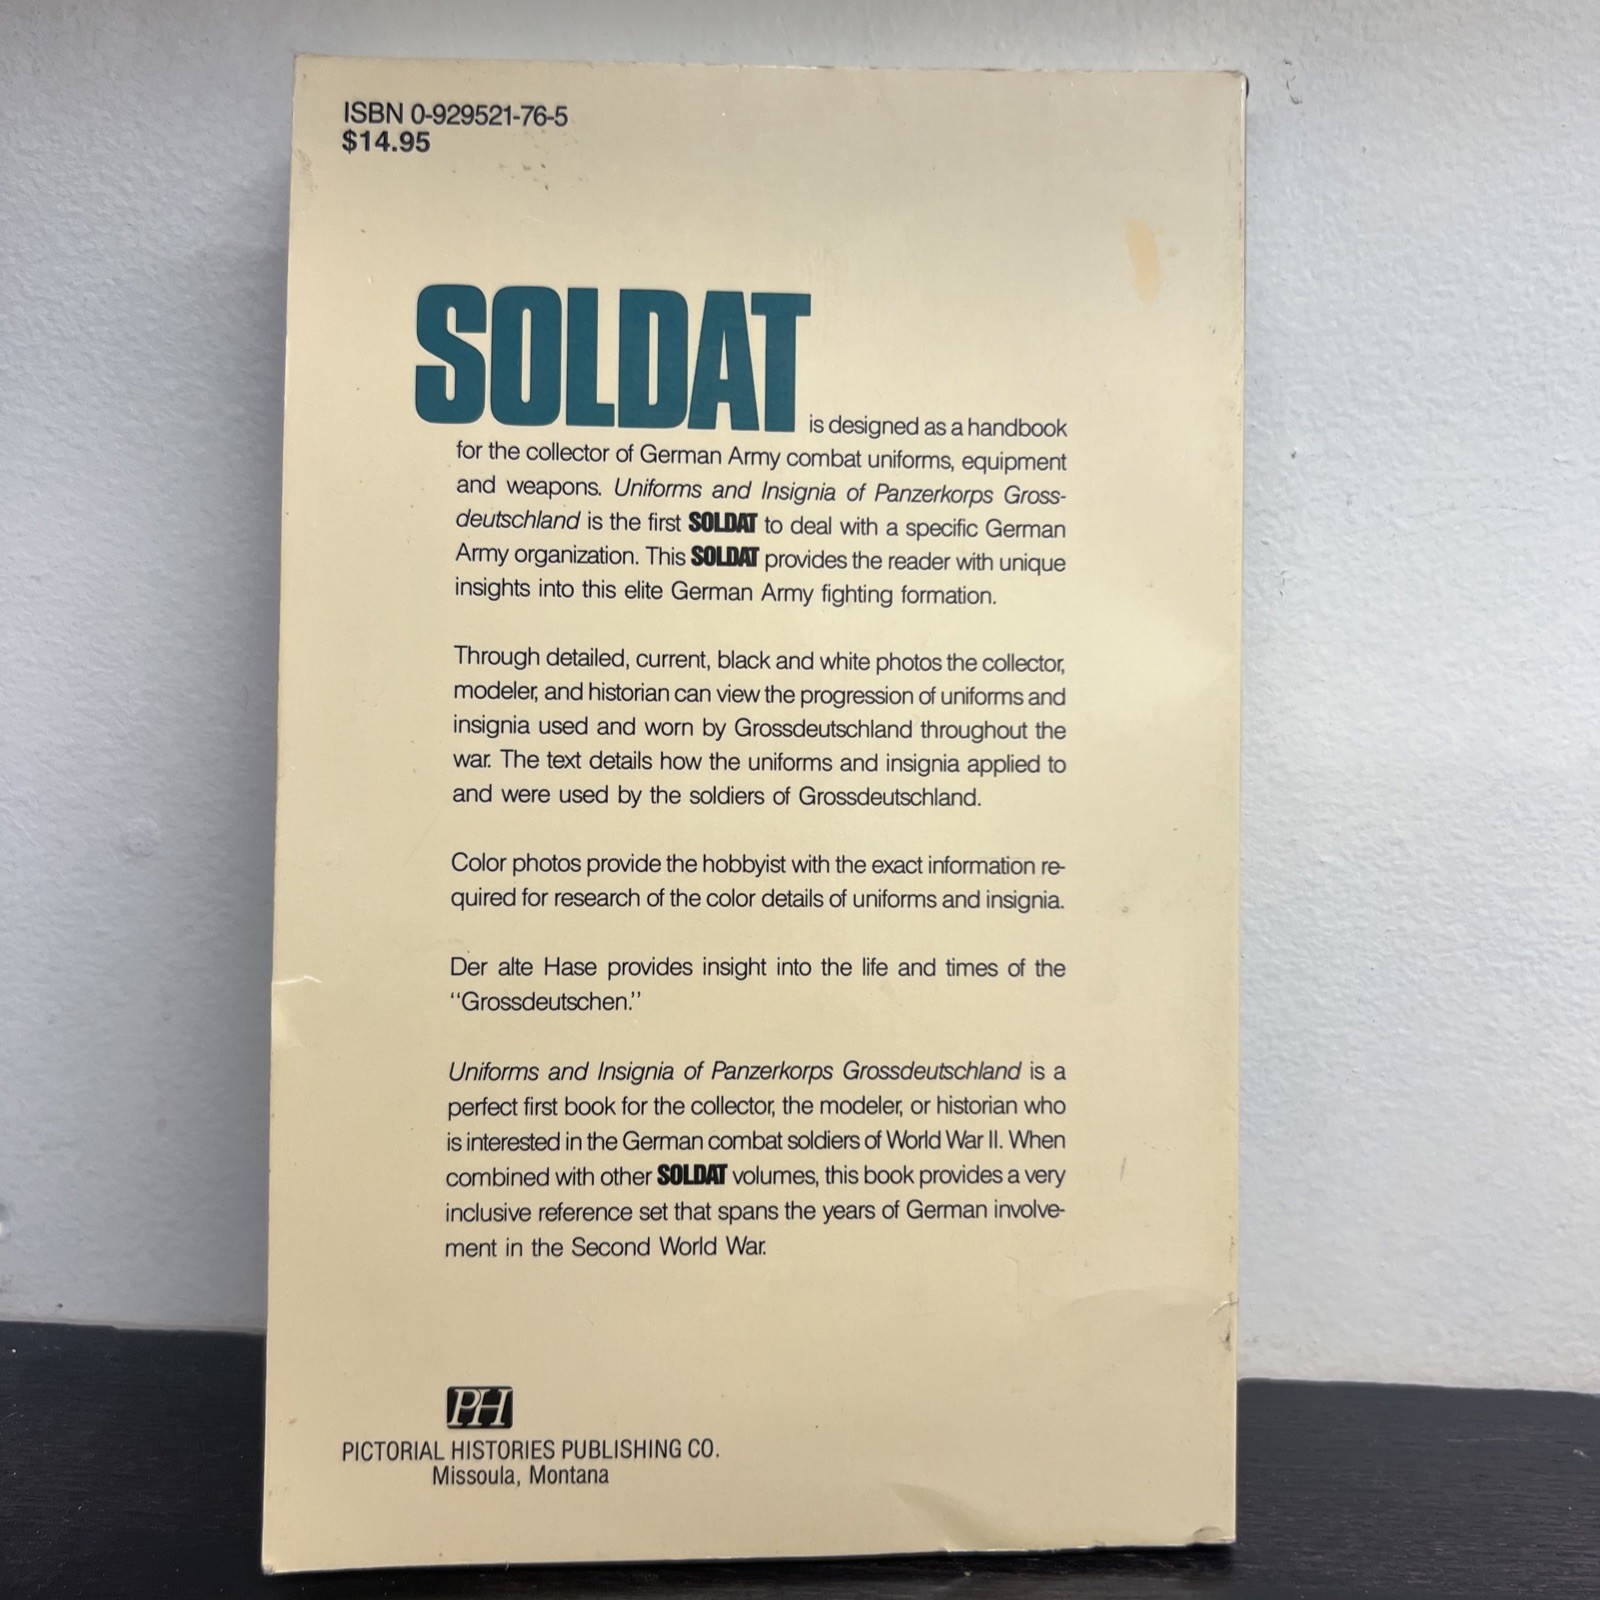 ISBN 0-929521-76-5
$14.95
SOLDAT is designed as a handbook
for the collector of German Army combat uniforms, equipment
and weapons. Uniforms and Insignia of Panzerkorps Gross-
deutschland is the first SOLDAT to deal with a specific German
Army organization. This SOLDAT provides the reader with unique
insights into this elite German Army fighting formation.
Through detailed, current, black and white photos the collector,
modeler, and historian can view the progression of uniforms and
insignia used and worn by Grossdeutschland throughout the
war. The text details how the uniforms and insignia applied to
and were used by the soldiers of Grossdeutschland.
Color photos provide the hobbyist with the exact information re-
quired for research of the color details of uniforms and insignia.
Der alte Hase provides insight into the life and times of the
"Grossdeutschen."
Uniforms and Insignia of Panzerkorps Grossdeutschland is a
perfect first book for the collector, the modeler, or historian who
is interested in the German combat soldiers of World War II. When
combined with other SOLDAT volumes, this book provides a very
inclusive reference set that spans the years of German involve-
ment in the Second World War.
PH
PICTORIAL HISTORIES PUBLISHING CO.
Missoula, Montana